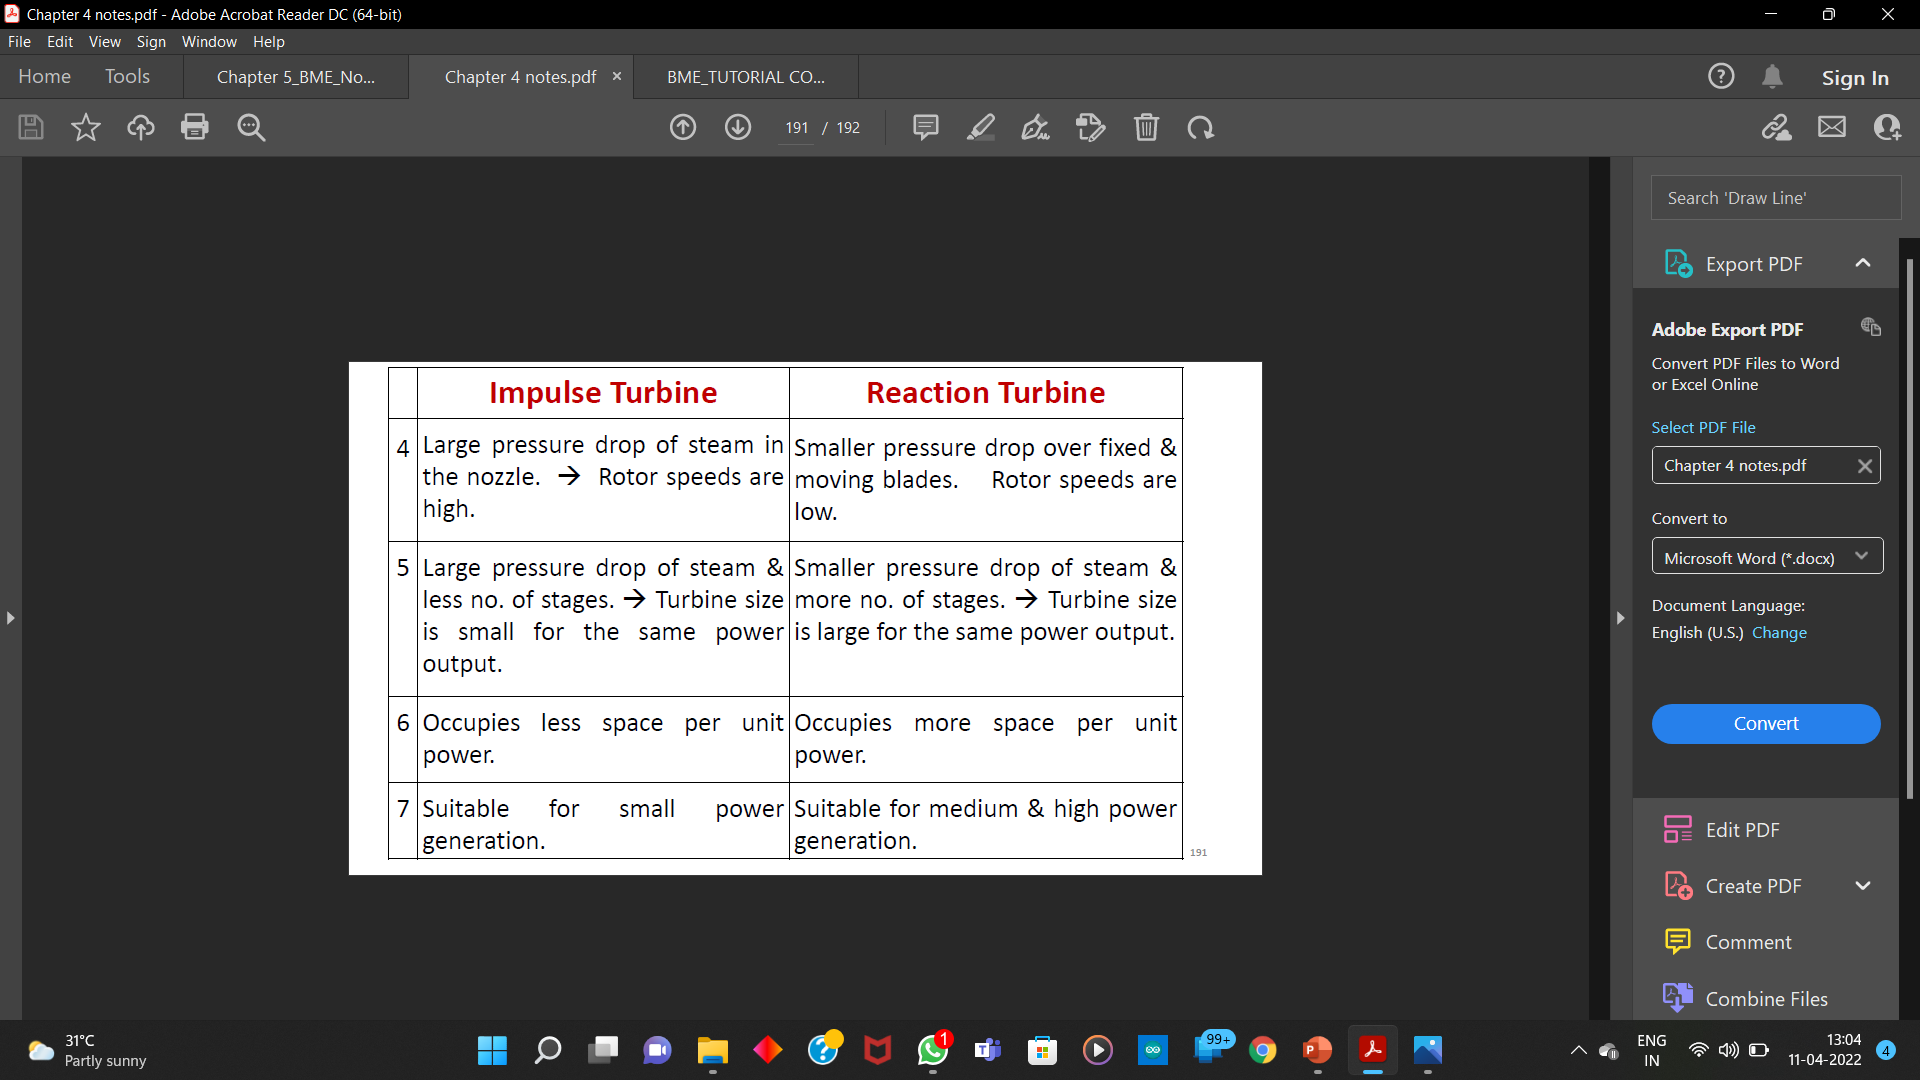 Chapter 4 notes.pdf - Adobe Acrobat Reader DC (64-bit)
File Edit View Sign Window Help
Home Tools Chapter 5_BME_No... Chapter 4 notes.pdf × BME_TUTORIAL CO... Sign In
191 / 192
Search 'Draw Line'
Export PDF
Adobe Export PDF
Convert PDF Files to Word
or Excel Online
Select PDF File
Chapter 4 notes.pdf
Convert to
Microsoft Word (*.docx)
Document Language:
English (U.S.) Change
Convert
Edit PDF
Create PDF
Comment
Combine Files
Impulse Turbine
Reaction Turbine
4
Large pressure drop of steam in
the nozzle. → Rotor speeds are
high.
Smaller pressure drop over fixed &
moving blades. Rotor speeds are
low.
5
Large pressure drop of steam &
less no. of stages. → Turbine size
is small for the same power
output.
Smaller pressure drop of steam &
more no. of stages. → Turbine size
is large for the same power output.
6
Occupies less space per unit
power.
Occupies more space per unit
power.
7
Suitable for small power
generation.
Suitable for medium & high power
generation.
191
31°C
Partly sunny
1
99+
ENG
IN
13:04
11-04-2022
4